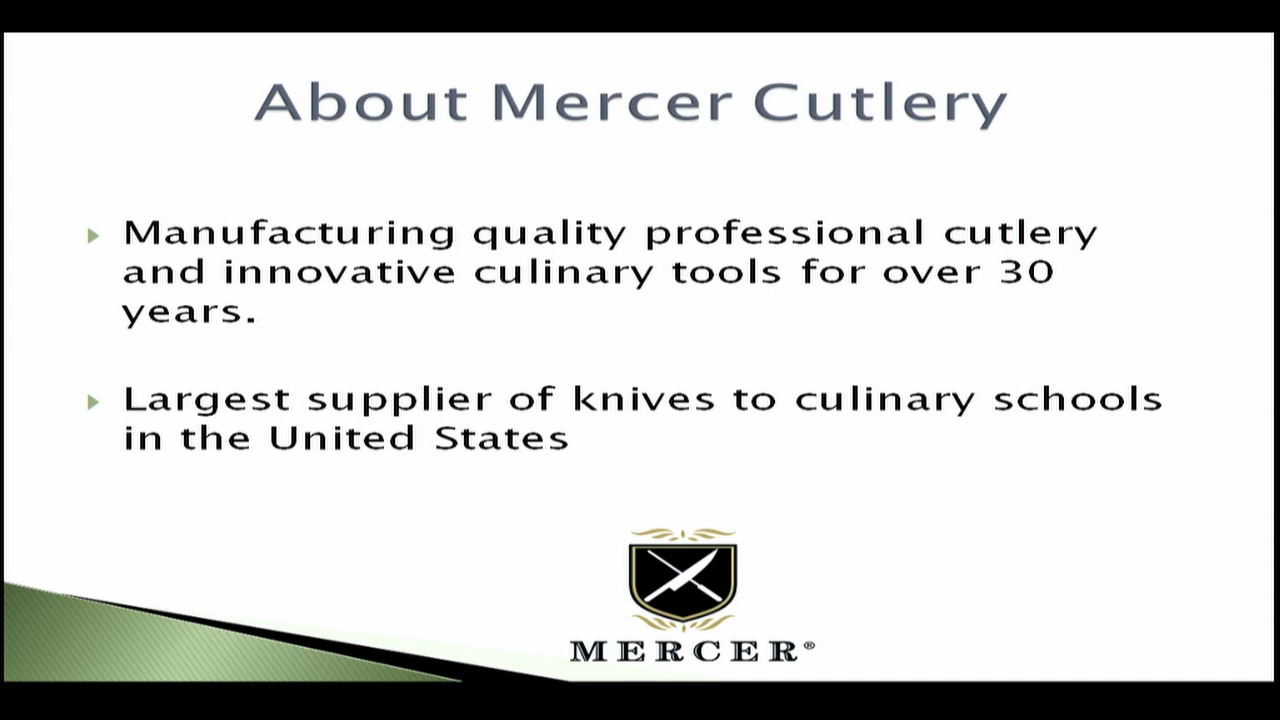 About Mercer Cutlery
Manufacturing quality professional cutlery
and innovative culinary tools for over 30
years.
Largest supplier of knives to culinary schools
in the United States
MERCER®